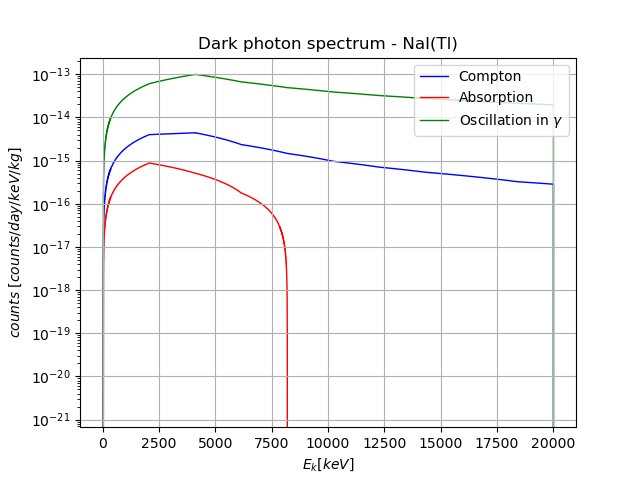 Dark photon spectrum - NaI(Tl)
counts [counts/day/keV/kg]
10⁻¹³
10⁻¹⁴
10⁻¹⁵
10⁻¹⁶
10⁻¹⁷
10⁻¹⁸
10⁻¹⁹
10⁻²⁰
10⁻²¹
Compton
Absorption
Oscillation in γ
0 2500 5000 7500 10000 12500 15000 17500 20000
E_k[keV]